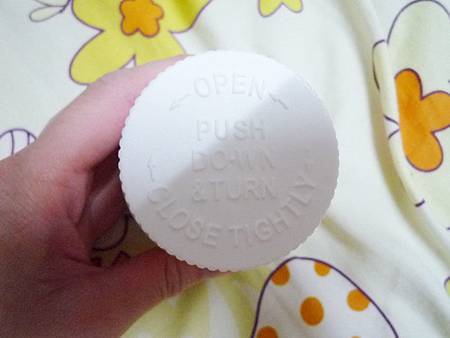 OPEN
PUSH
DOWN
& TURN
CLOSE TIGHTLY